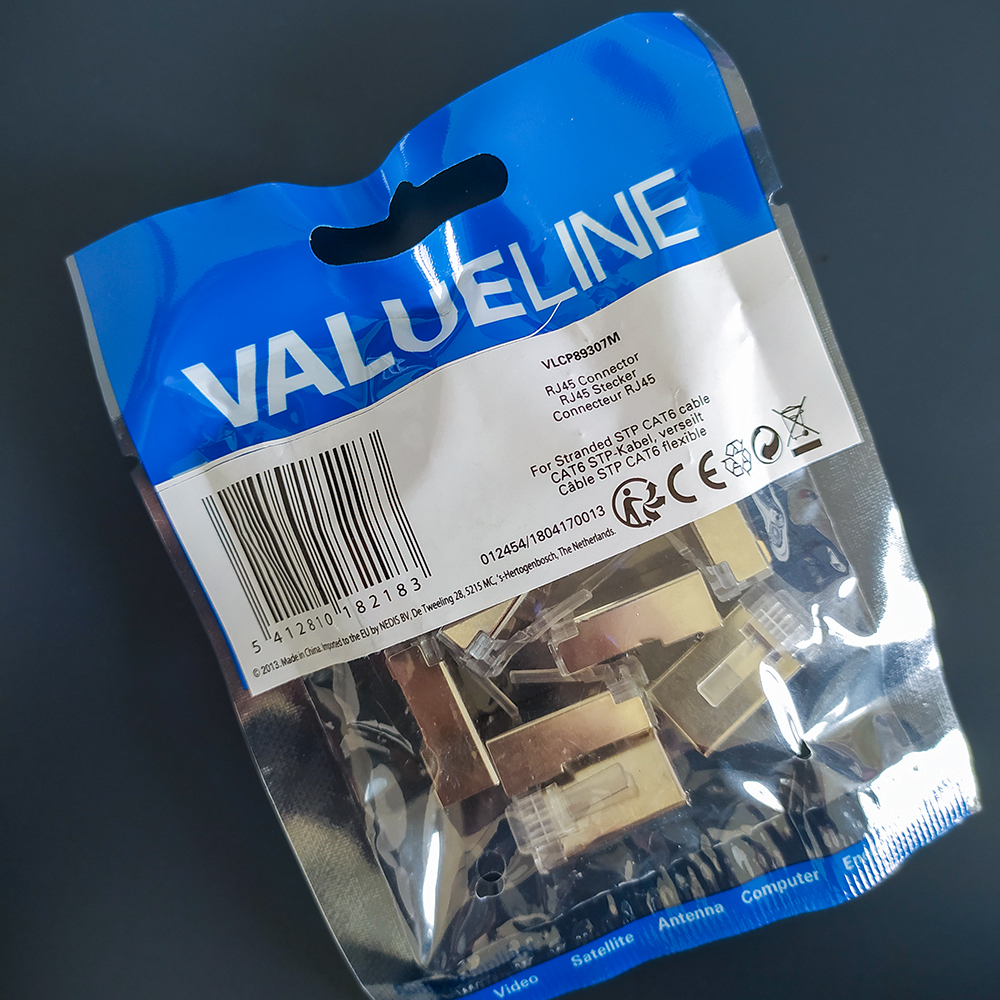 VALUELINE
VLCP89307M
RJ45 Connector
RJ45 Stecker
Connecteur RJ45
For Stranded STP CAT6 cable
CAT6 STP-Kabel, verseilt
Câble STP CAT6 flexible
CE
012454/1804170013
5 412810 182183
© 2013. Made in China. Imported to the EU by NEDIS BV, De Tweeling 28, 5215 MC, 's-Hertogenbosch, The Netherlands.
Video Satellite Antenna Computer